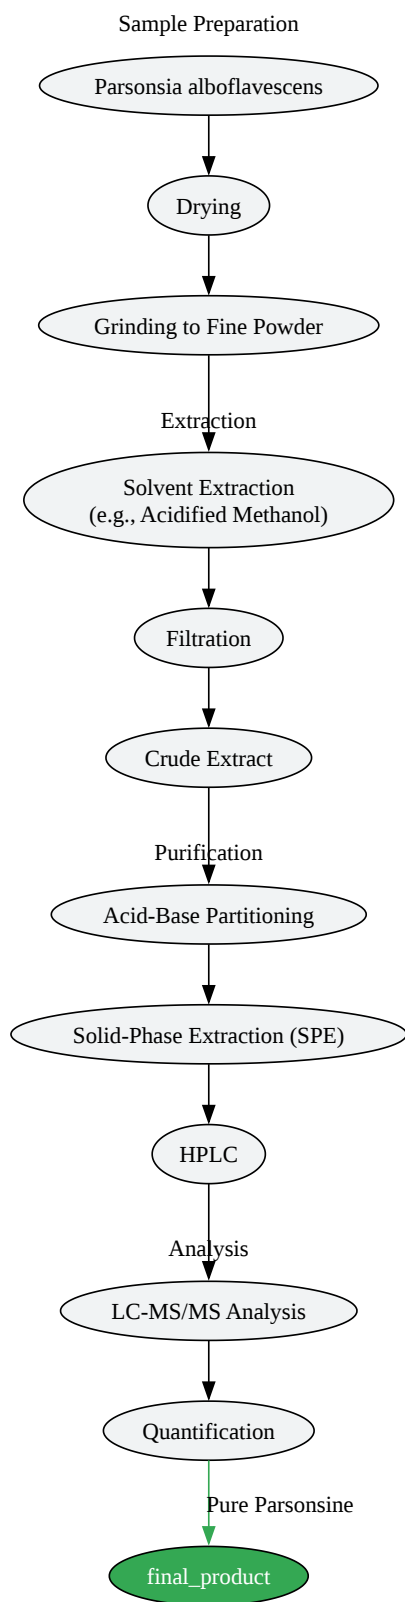 Sample Preparation
Parsonsia alboflavescens
Drying
Grinding to Fine Powder
Extraction
Solvent Extraction
(e.g., Acidified Methanol)
Filtration
Crude Extract
Purification
Acid-Base Partitioning
Solid-Phase Extraction (SPE)
HPLC
Analysis
LC-MS/MS Analysis
Quantification
Pure Parsonsine
final_product